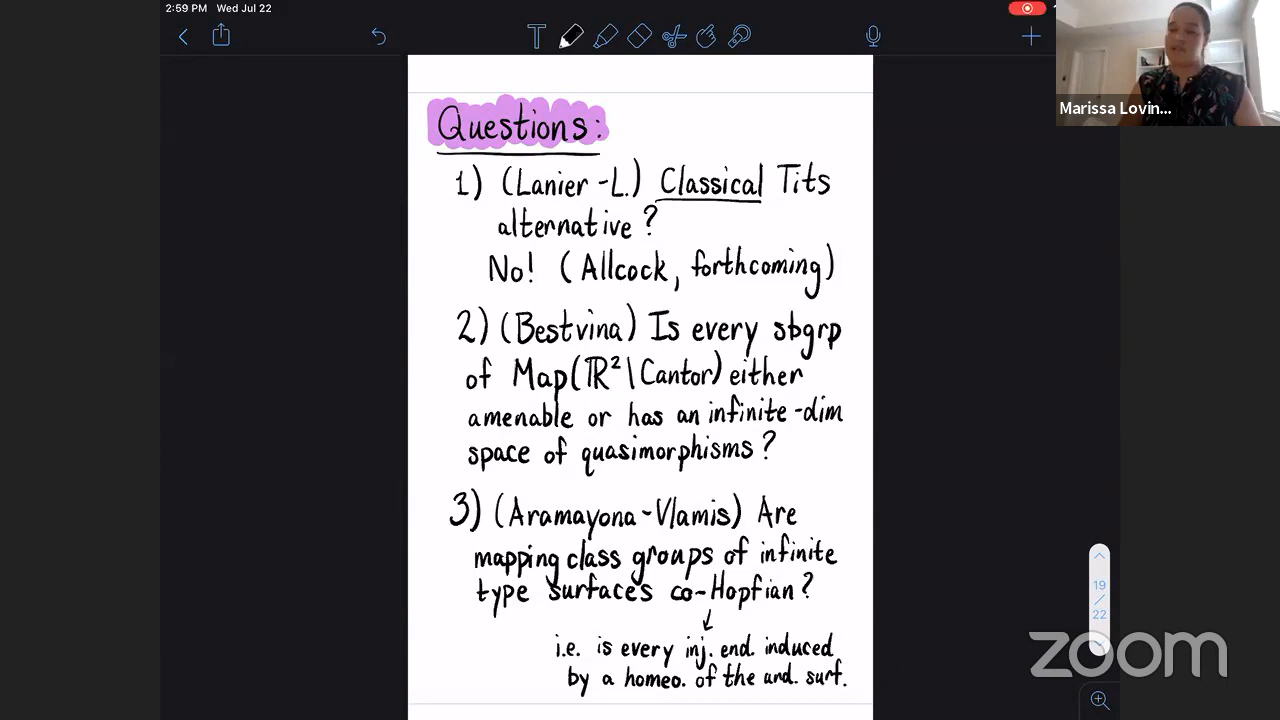 2:59 PM Wed Jul 22
Marissa Lovin...
Questions:
1) (Lanier-L.) Classical Tits
alternative?
No! (Allcock, forthcoming)
2) (Bestvina) Is every sbgrp
of Map(ℝ²\Cantor) either
amenable or has an infinite-dim
space of quasimorphisms?
3) (Aramayona-Vlamis) Are
mapping class groups of infinite
type surfaces co-Hopfian?
↓
i.e. is every inj. end. induced
by a homeo. of the und. surf.
19
/
22
zoom